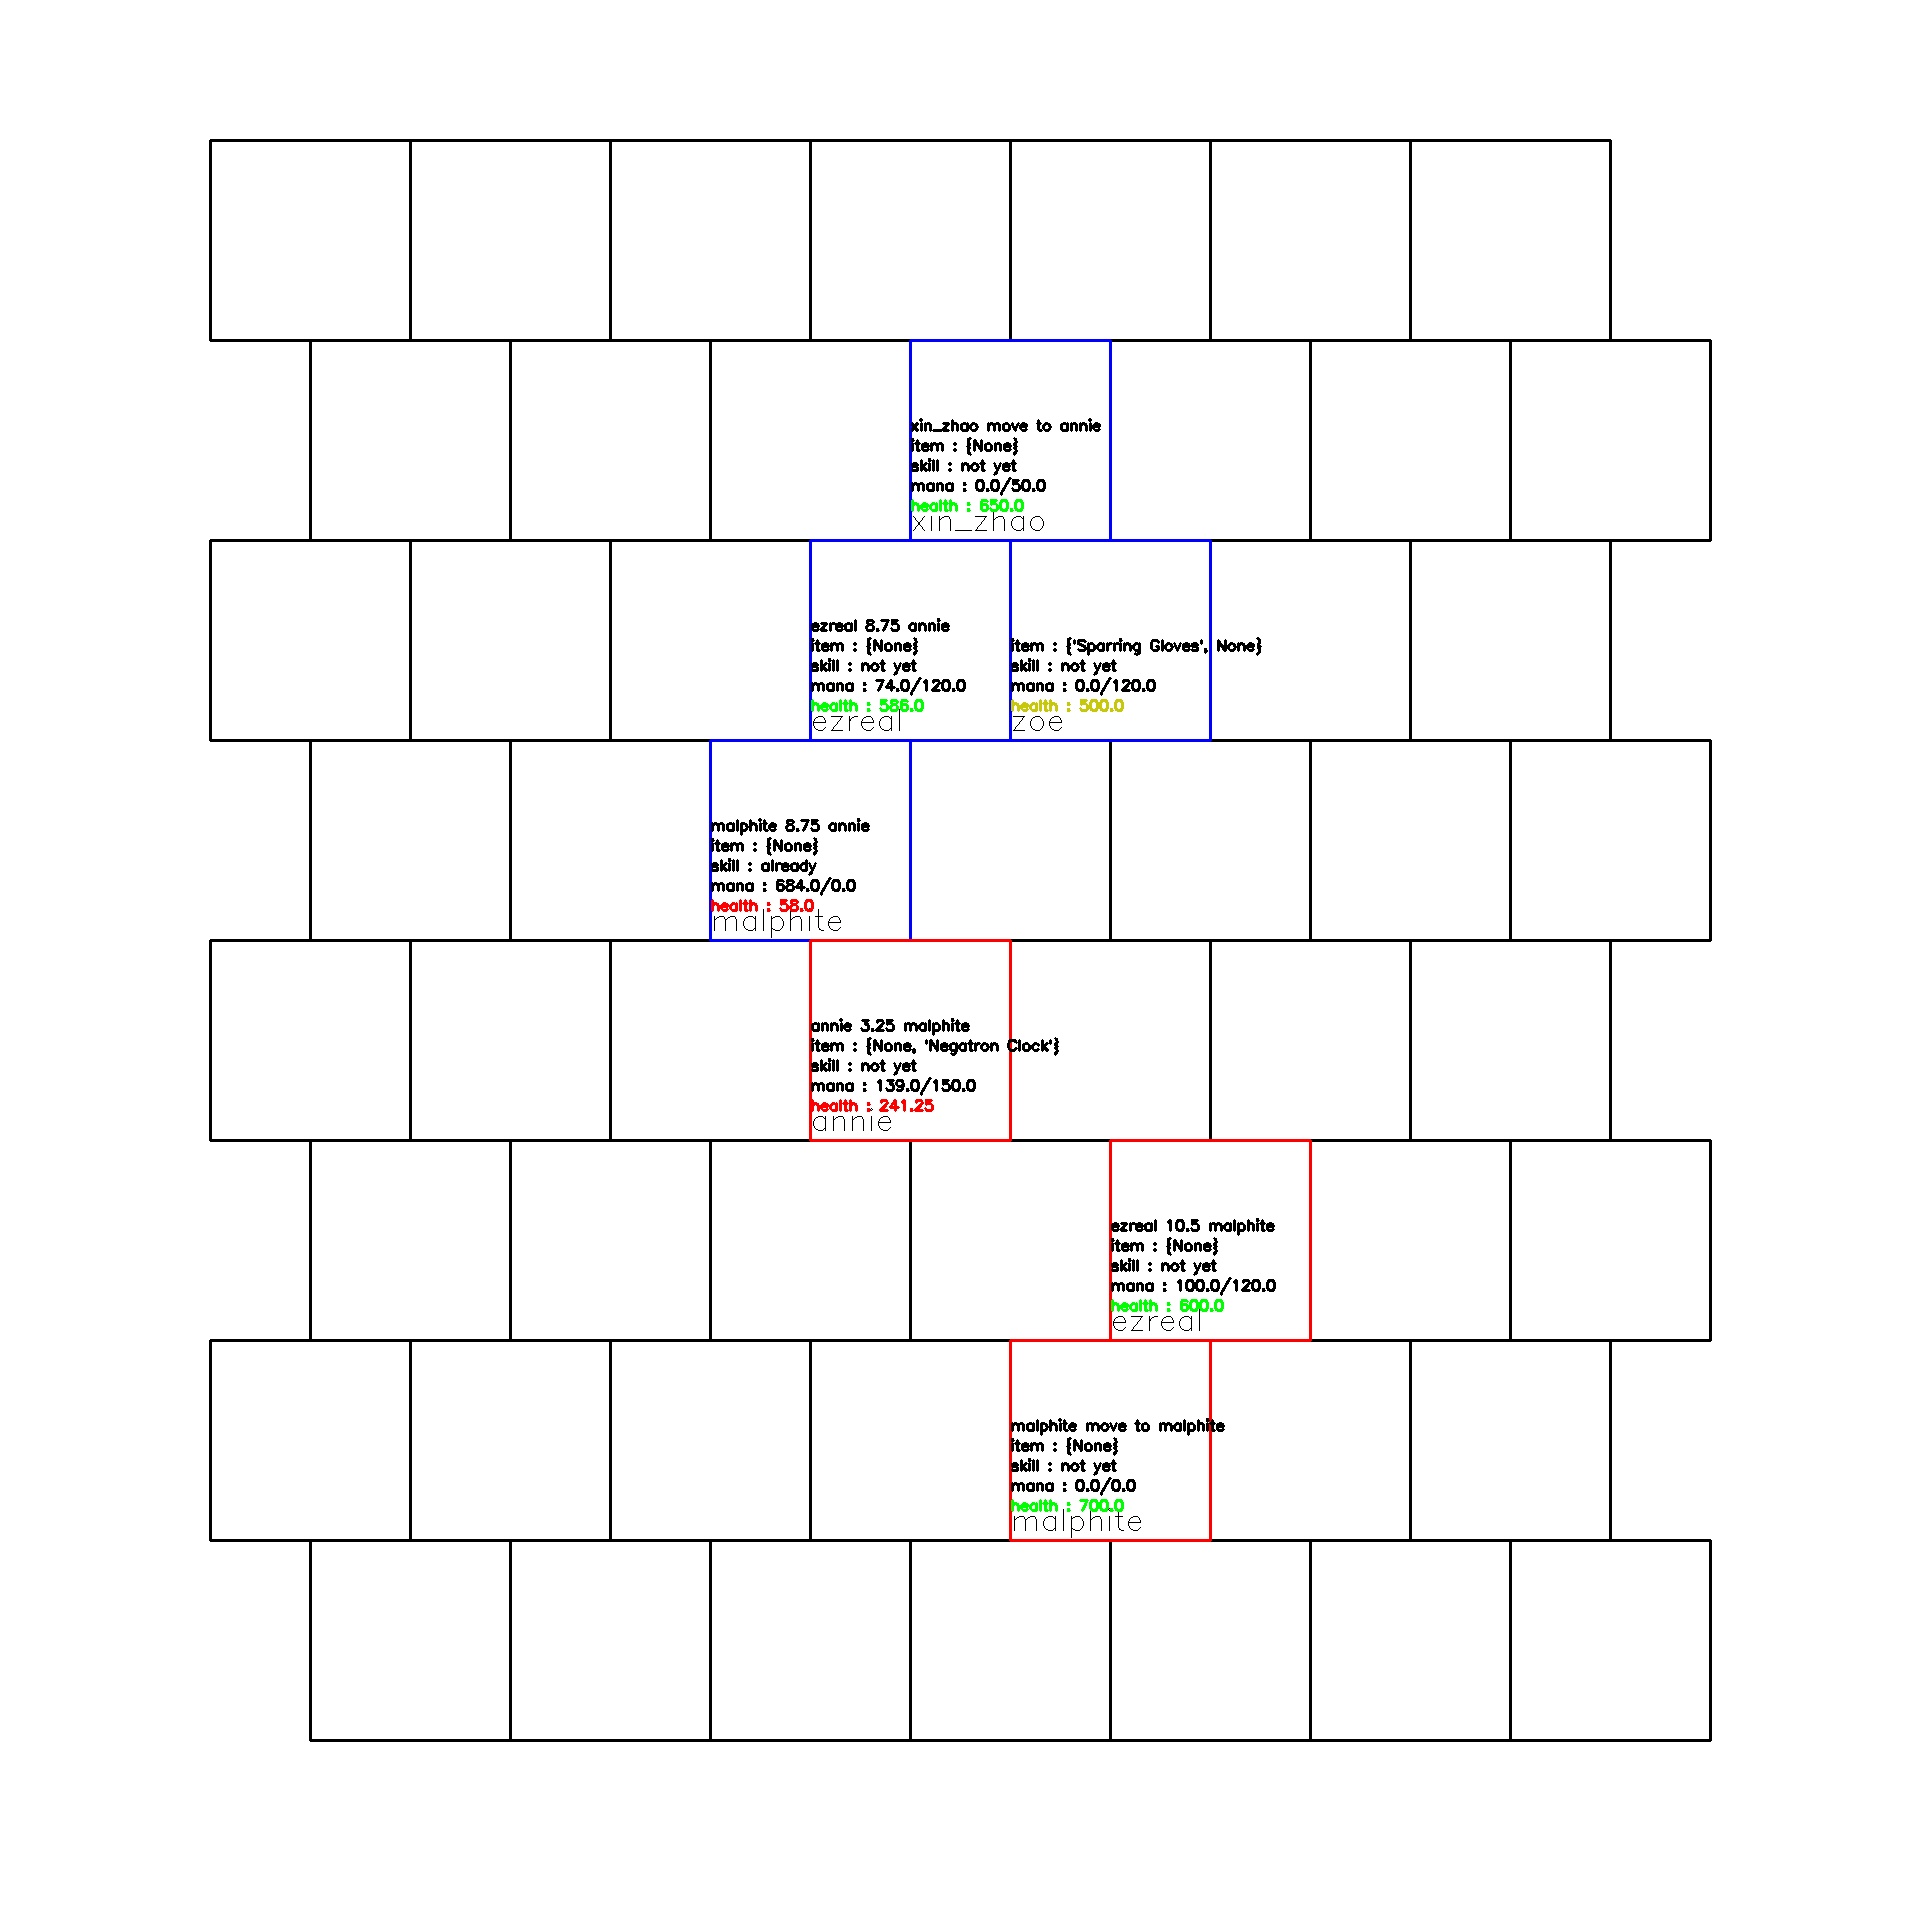 xin_zhao move to annie
item : {None}
skill : not yet
mana : 0.0/50.0
health : 650.0
xin_zhao
ezreal 8.75 annie
item : {None}
skill : not yet
mana : 74.0/120.0
health : 586.0
ezreal
item : {'Sparring Gloves', None}
skill : not yet
mana : 0.0/120.0
health : 500.0
zoe
malphite 8.75 annie
item : {None}
skill : already
mana : 684.0/0.0
health : 58.0
malphite
annie 3.25 malphite
item : {None, 'Negatron Clock'}
skill : not yet
mana : 139.0/150.0
health : 241.25
annie
ezreal 10.5 malphite
item : {None}
skill : not yet
mana : 100.0/120.0
health : 600.0
ezreal
malphite move to malphite
item : {None}
skill : not yet
mana : 0.0/0.0
health : 700.0
malphite